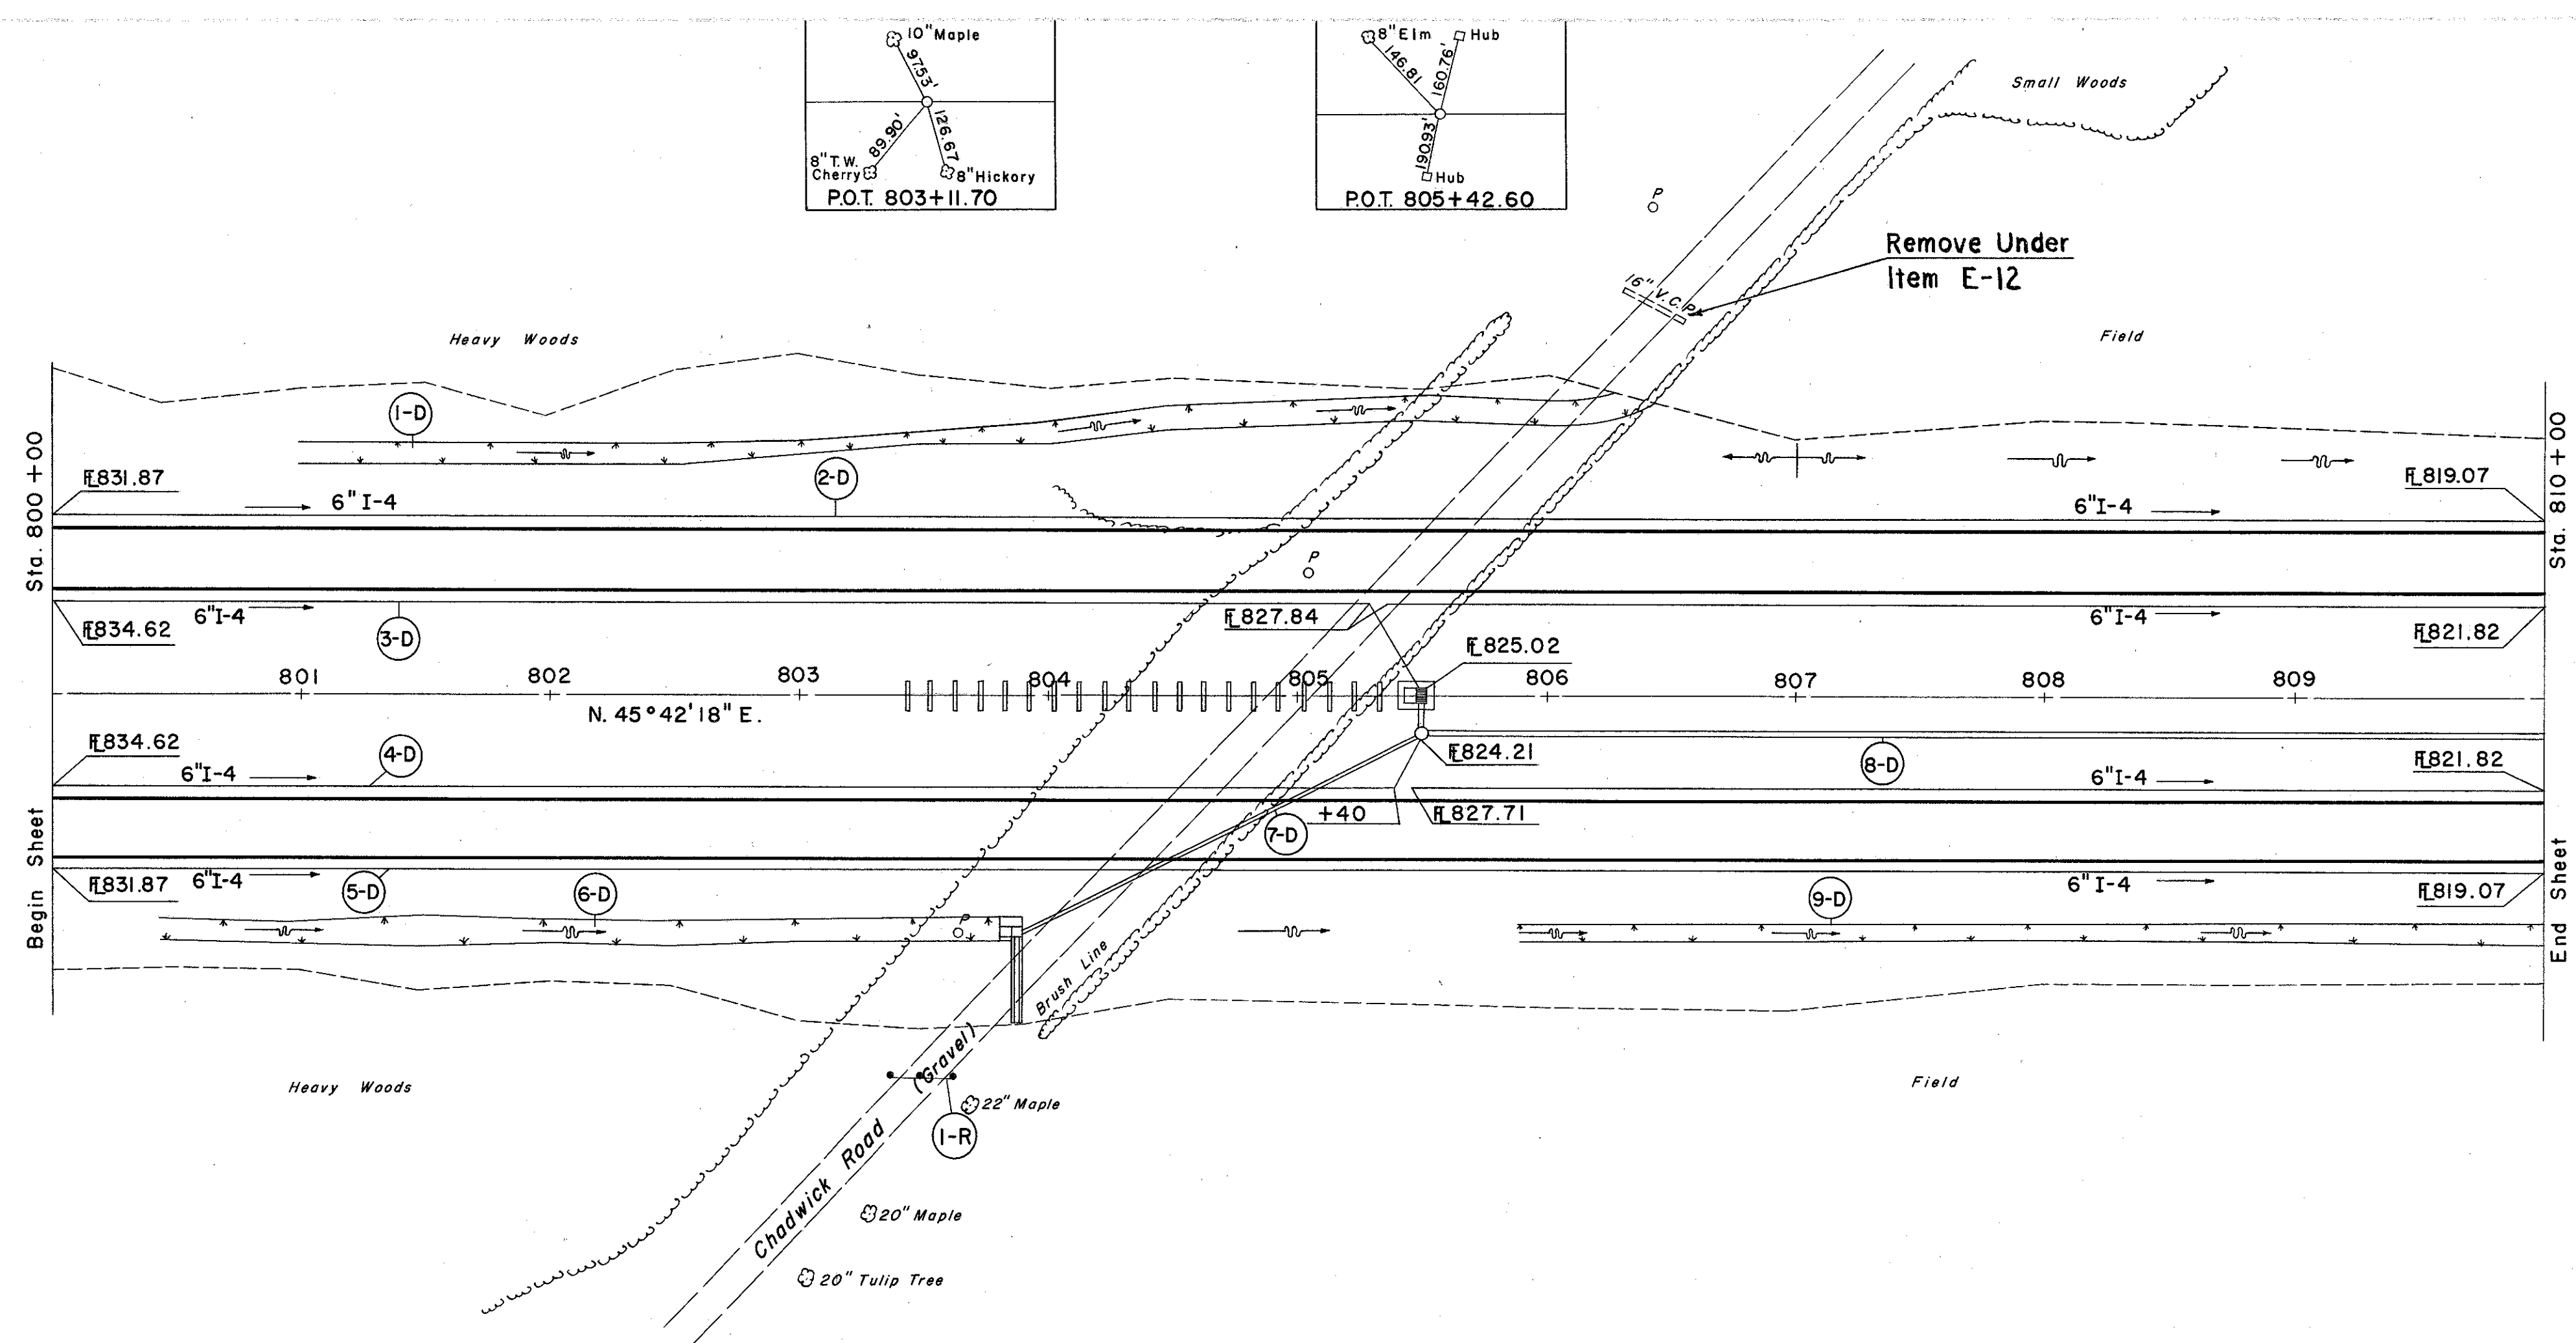 10" Maple
97.53'
89.90'
126.67
8" T.W.
Cherry
8" Hickory
P.O.T. 803+11.70
8" Elm
Hub
146.81
160.76'
190.93'
Hub
P.O.T. 805+42.60
Small Woods
P
Remove Under
Item E-12
16" V.C.P.
Heavy Woods
Field
1-D
2-D
Sta. 800+00
Sta. 810+00
FL 831.87
6" I-4
6" I-4
FL 819.07
P
FL 834.62
6" I-4
3-D
FL 827.84
6" I-4
FL 821.82
FL 825.02
801
802
803
804
805
806
807
808
809
N. 45°42'18" E.
FL 834.62
6" I-4
4-D
FL 824.21
8-D
6" I-4
FL 821.82
+40
FL 827.71
7-D
Begin Sheet
End Sheet
FL 831.87
6" I-4
5-D
6-D
9-D
6" I-4
FL 819.07
P
Brush Line
Heavy Woods
(Gravel)
Field
22" Maple
1-R
Chadwick Road
20" Maple
20" Tulip Tree